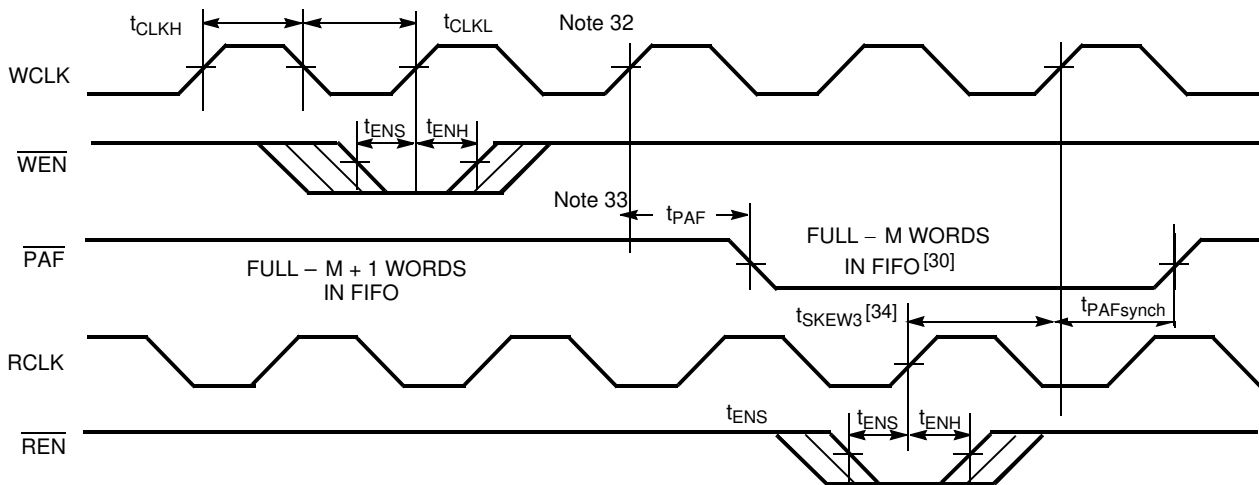 tCLKH
tCLKL
Note 32
WCLK
tENS
tENH
WEN
Note 33
tPAF
PAF
FULL – M + 1 WORDS
IN FIFO
FULL – M WORDS
IN FIFO[30]
tSKEW3[34]
tPAFsynch
RCLK
tENS
tENS
tENH
REN